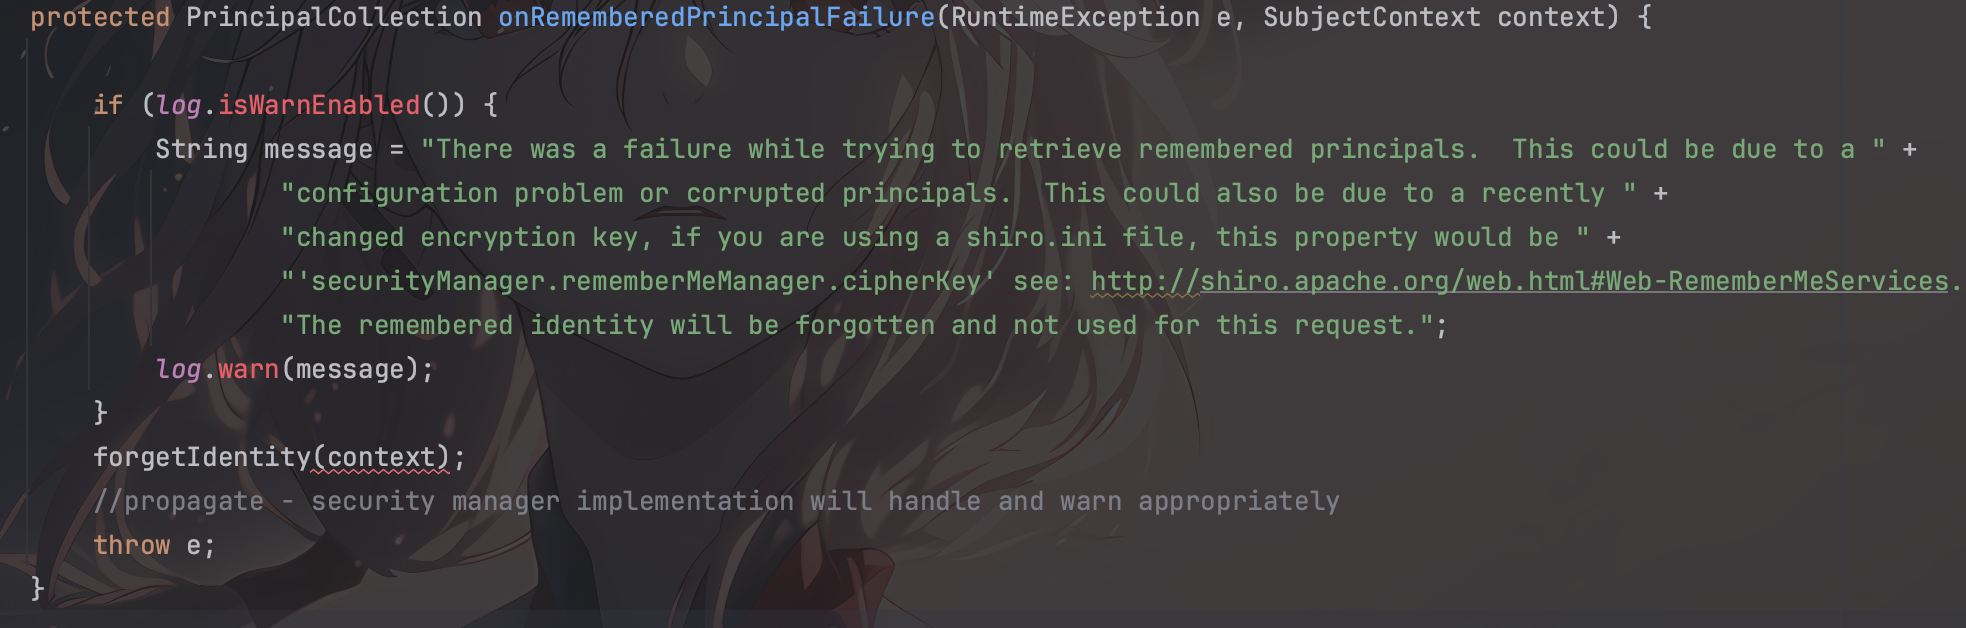 protected PrincipalCollection onRememberedPrincipalFailure(RuntimeException e, SubjectContext context) {
if (log.isWarnEnabled()) {
String message = "There was a failure while trying to retrieve remembered principals.  This could be due to a " +
"configuration problem or corrupted principals.  This could also be due to a recently " +
"changed encryption key, if you are using a shiro.ini file, this property would be " +
"'securityManager.rememberMeManager.cipherKey' see: http://shiro.apache.org/web.html#Web-RememberMeServices.
"The remembered identity will be forgotten and not used for this request.";
log.warn(message);
}
forgetIdentity(context);
//propagate - security manager implementation will handle and warn appropriately
throw e;
}